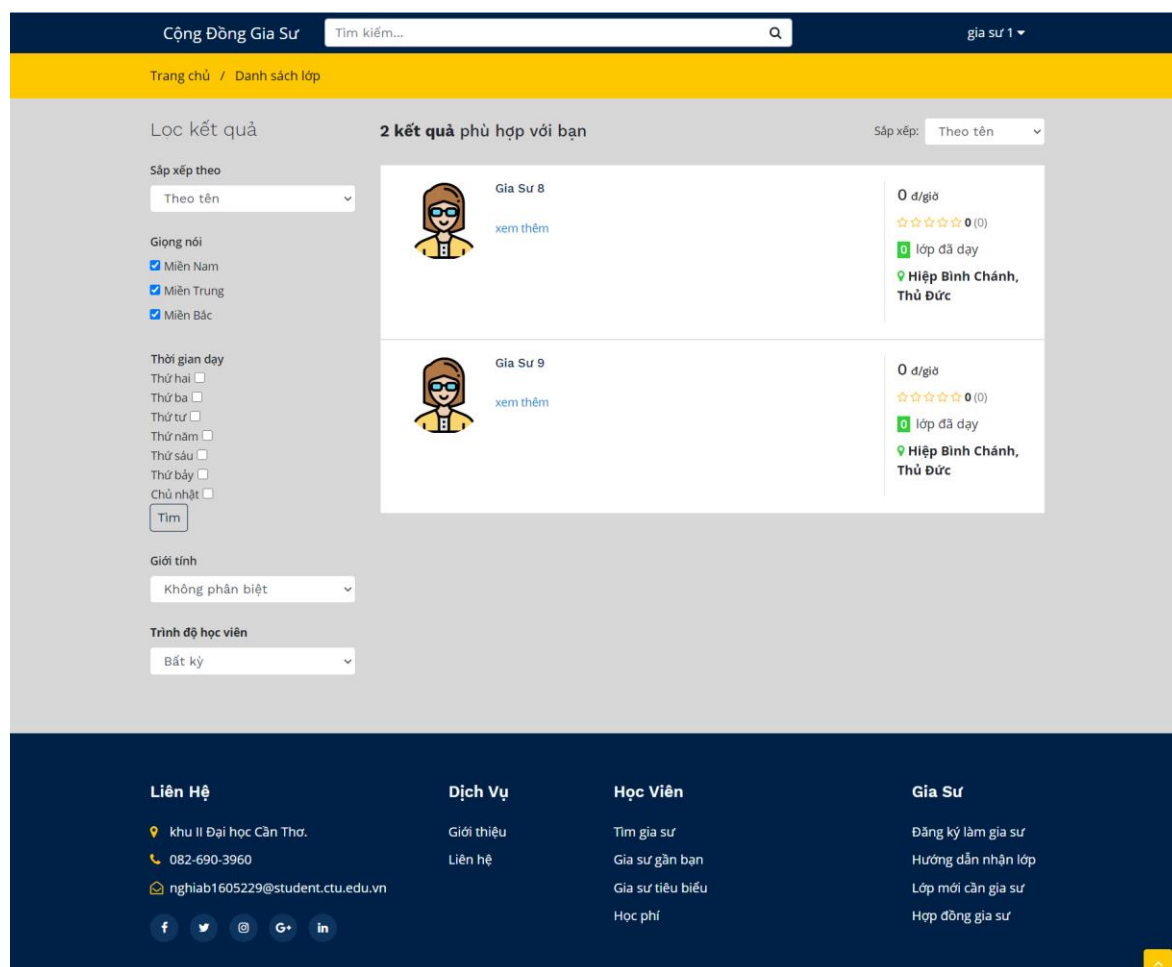 Cộng Đồng Gia Sư
Tìm kiếm...
gia sư 1
Trang chủ / Danh sách lớp
Loc kết quả
Sắp xếp theo
Theo tên
Giọng nói
Miền Nam
Miền Trung
Miền Bắc
Thời gian dạy
Thứ hai
Thứ ba
Thứ tư
Thứ năm
Thứ sáu
Thứ bảy
Chủ nhật
Tìm
Giới tính
Không phân biệt
Trình độ học viên
Bất kỳ
2 kết quả phù hợp với bạn
Sắp xếp: Theo tên
Gia Sư 8
xem thêm
0 đ/giờ
0 (0)
0 lớp đã dạy
Hiệp Bình Chánh,
Thủ Đức
Gia Sư 9
xem thêm
0 đ/giờ
0 (0)
0 lớp đã dạy
Hiệp Bình Chánh,
Thủ Đức
Liên Hệ
khu II Đại học Cần Thơ.
082-690-3960
nghiab1605229@student.ctu.edu.vn
f G+ in
Dịch Vụ
Giới thiệu
Liên hệ
Học Viên
Tìm gia sư
Gia sư gần bạn
Gia sư tiêu biểu
Học phí
Gia Sư
Đăng ký làm gia sư
Hướng dẫn nhận lớp
Lớp mới cần gia sư
Hợp đồng gia sư